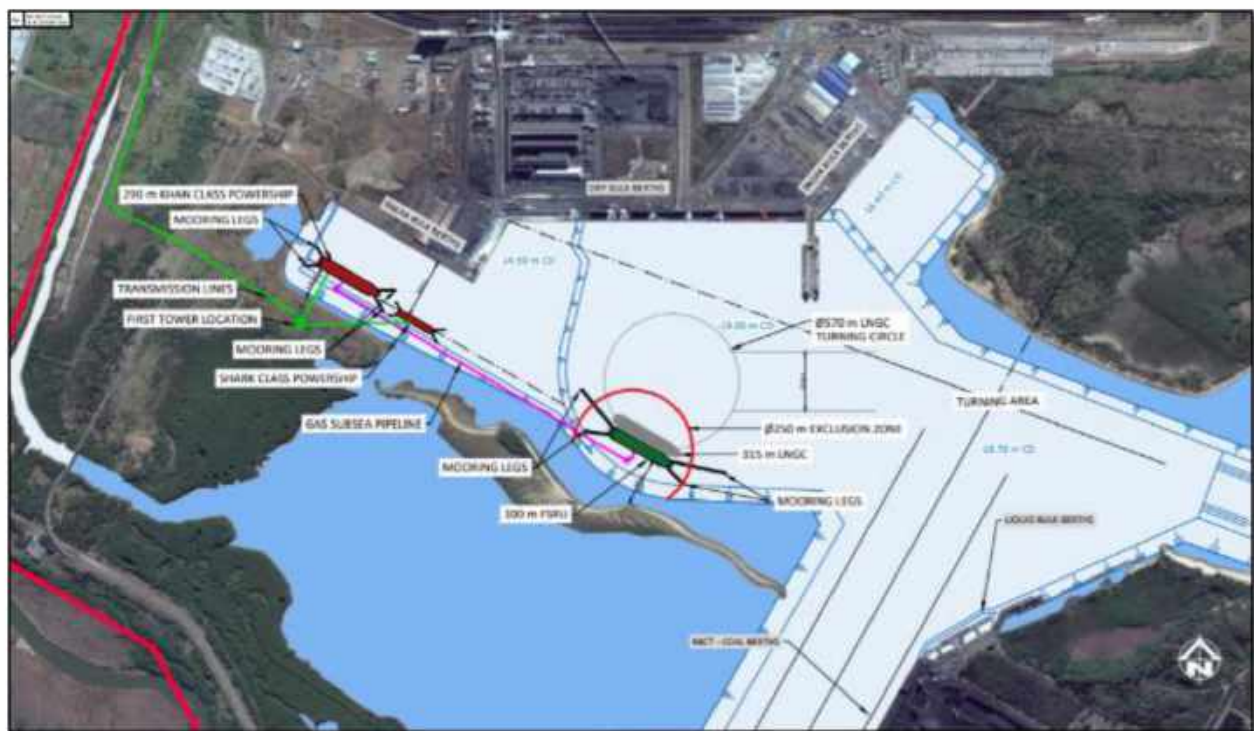 290 m KHAN CLASS POWERSHIP
MOORING LEGS
TRANSMISSION LINES
FIRST TOWER LOCATION
MOORING LEGS
SHARK CLASS POWERSHIP
GAS SUBSEA PIPELINE
MOORING LEGS
300 m FSRU
DRY BULK BERTHS
Ø570 m LNGC
TURNING CIRCLE
TURNING AREA
Ø250 m EXCLUSION ZONE
315 m LNGC
MOORING LEGS
LIQUID BULK BERTHS
RBCT - COAL BERTHS
N